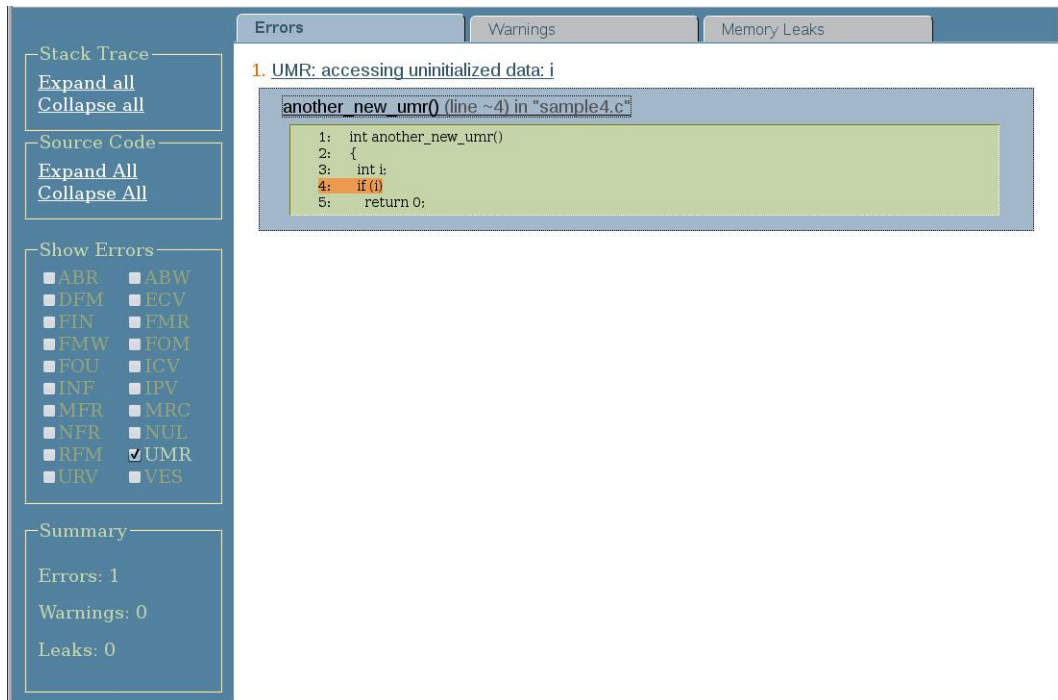 Errors
Warnings
Memory Leaks
Stack Trace
Expand all
Collapse all
Source Code
Expand All
Collapse All
Show Errors
ABR ABW
DFM ECV
FIN FMR
FMW FOM
FOU ICV
INF IPV
MFR MRC
NFR NUL
RFM UMR
URV VES
Summary
Errors: 1
Warnings: 0
Leaks: 0
1. UMR: accessing uninitialized data: i
another_new_umr() (line ~4) in "sample4.c"
1: int another_new_umr()
2: {
3: int i;
4: if (i)
5: return 0;